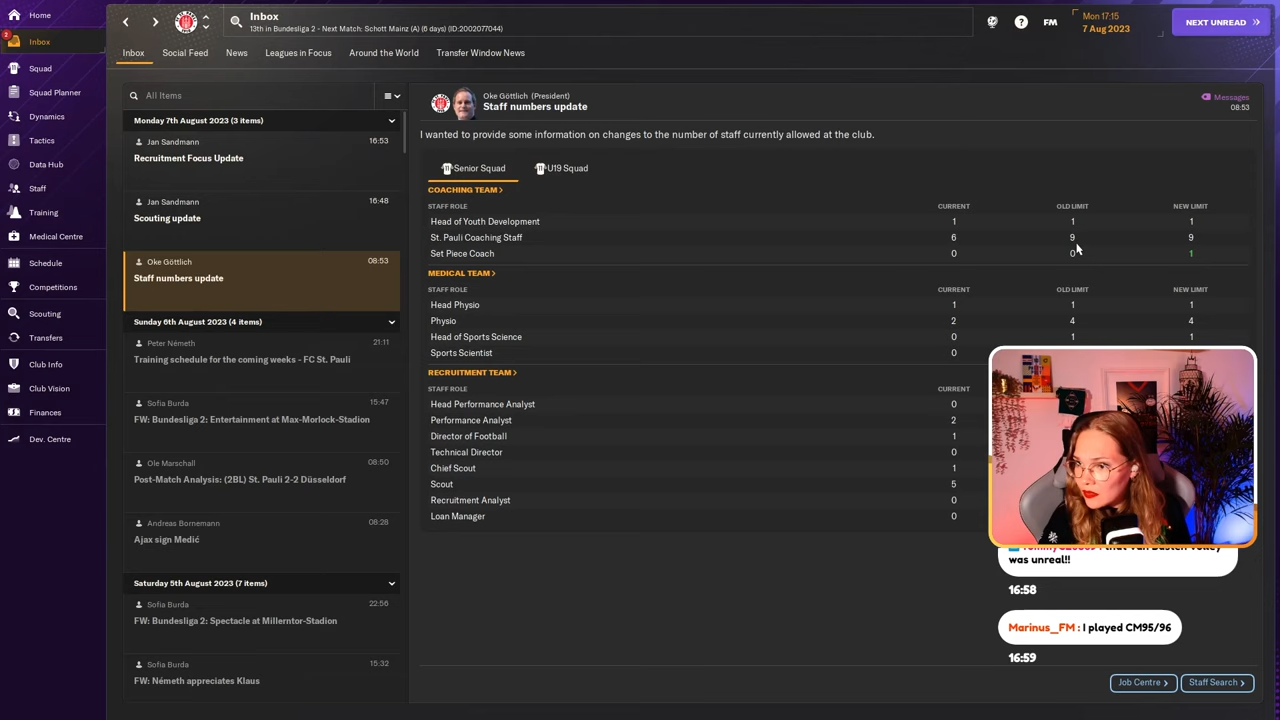 Home
2
Inbox
Squad
Squad Planner
Dynamics
Tactics
Data Hub
Staff
Training
Medical Centre
Schedule
Competitions
Scouting
Transfers
Club Info
Club Vision
Finances
Dev. Centre
Inbox
13th in Bundesliga 2 - Next Match: Schott Mainz (A) (6 days) (ID:2002077044)
FM
Mon 17:15
7 Aug 2023
NEXT UNREAD
Inbox
Social Feed
News
Leagues in Focus
Around the World
Transfer Window News
All Items
Monday 7th August 2023 (3 items)
Jan Sandmann 16:53
Recruitment Focus Update
Jan Sandmann 16:48
Scouting update
Oke Göttlich 08:53
Staff numbers update
Sunday 6th August 2023 (4 items)
Peter Németh 21:11
Training schedule for the coming weeks - FC St. Pauli
Sofia Burda 15:47
FW: Bundesliga 2: Entertainment at Max-Morlock-Stadion
Ole Marschall 08:50
Post-Match Analysis: (2BL) St. Pauli 2-2 Düsseldorf
Andreas Bornemann 08:28
Ajax sign Medić
Saturday 5th August 2023 (7 items)
Sofia Burda 22:56
FW: Bundesliga 2: Spectacle at Millerntor-Stadion
Sofia Burda 15:32
FW: Németh appreciates Klaus
Oke Göttlich (President)
Staff numbers update
Messages
08:53
I wanted to provide some information on changes to the number of staff currently allowed at the club.
Senior Squad
U19 Squad
COACHING TEAM
STAFF ROLE CURRENT OLD LIMIT NEW LIMIT
Head of Youth Development 1 1 1
St. Pauli Coaching Staff 6 9 9
Set Piece Coach 0 0 1
MEDICAL TEAM
STAFF ROLE CURRENT OLD LIMIT NEW LIMIT
Head Physio 1 1 1
Physio 2 4 4
Head of Sports Science 0 1 1
Sports Scientist 0
RECRUITMENT TEAM
STAFF ROLE CURRENT
Head Performance Analyst 0
Performance Analyst 2
Director of Football 1
Technical Director 0
Chief Scout 1
Scout 5
Recruitment Analyst 0
Loan Manager 0
was unreal!!
16:58
Marinus_FM : I played CM95/96
16:59
Job Centre
Staff Search